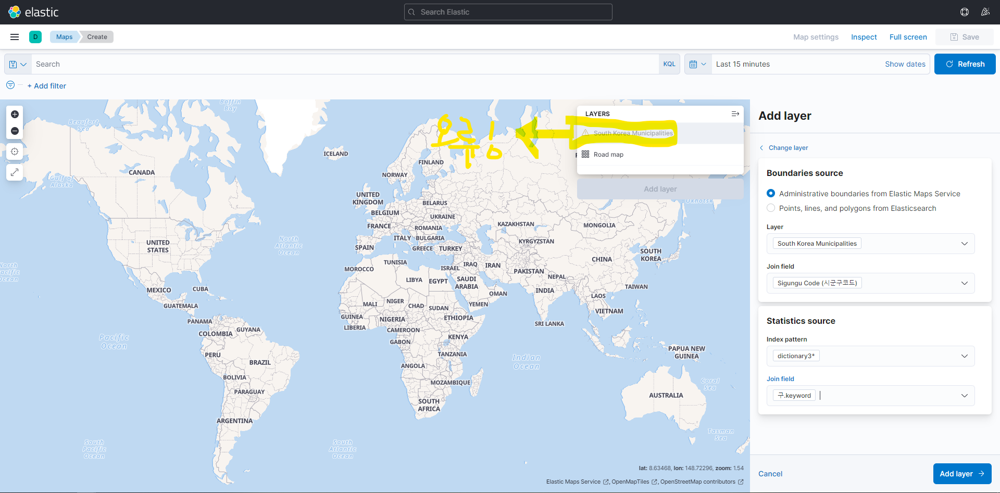 elastic
Search Elastic
D
Maps
Create
Map settings
Inspect
Full screen
Save
Search
KQL
Last 15 minutes
Show dates
Refresh
+ Add filter
Baffin
Bay
Beaufort
Sea
Gulf of
Alaska
CANADA
ICELAND
NORWAY
FINLAND
UNITED
KINGDOM
BELARUS
BELGIUM
UKRAINE
FRANCE
ROMANIA
ITALY
BULGARIA
SPAIN
GREECE
TURKEY
KAZAKHSTAN
MONGOLIA
KYRGYZSTAN
UNITED
STATES
North
Atlantic
Ocean
CHINA
SOUTH
KOREA
TUNISIA
MOROCCO
ISRAEL
IRAQ
IRAN
PAKISTAN
NEPAL
LIBYA
EGYPT
SAUDI
ARABIA
TAIWAN
MEXICO
CUBA
OMAN
INDIA
LAOS
GUATEMALA
MALI
NIGER
CHAD
SUDAN
YEMEN
VIETNAM
GUINEA
NIGERIA
ETHIOPIA
PANAMA
GUYANA
LIBERIA
CAMEROON
SRI LANKA
COLOMBIA
GABON
KENYA
Pacific
Ocean
PERU
BRAZIL
TANZANIA
PAPUA NEW
GUINEA
ANGOLA
Indian
Ocean
BOLIVIA
MOZAMBIQUE
Coral
Sea
PARAGUAY
SOUTH
AFRICA
AUSTRALIA
ARGENTINA
Tasman
Sea
South
Pacific
Ocean
South
Atlantic
Ocean
Okhotsk
오류!
LAYERS
South Korea Municipalities
Road map
Add layer
lat: 8.63468, lon: 148.72296, zoom: 1.54
Elastic Maps Service , OpenMapTiles , OpenStreetMap contributors
Add layer
Change layer
Boundaries source
Administrative boundaries from Elastic Maps Service
Points, lines, and polygons from Elasticsearch
Layer
South Korea Municipalities
Join field
Sigungu Code (시군구코드)
Statistics source
Index pattern
dictionary3*
Join field
구.keyword
Cancel
Add layer